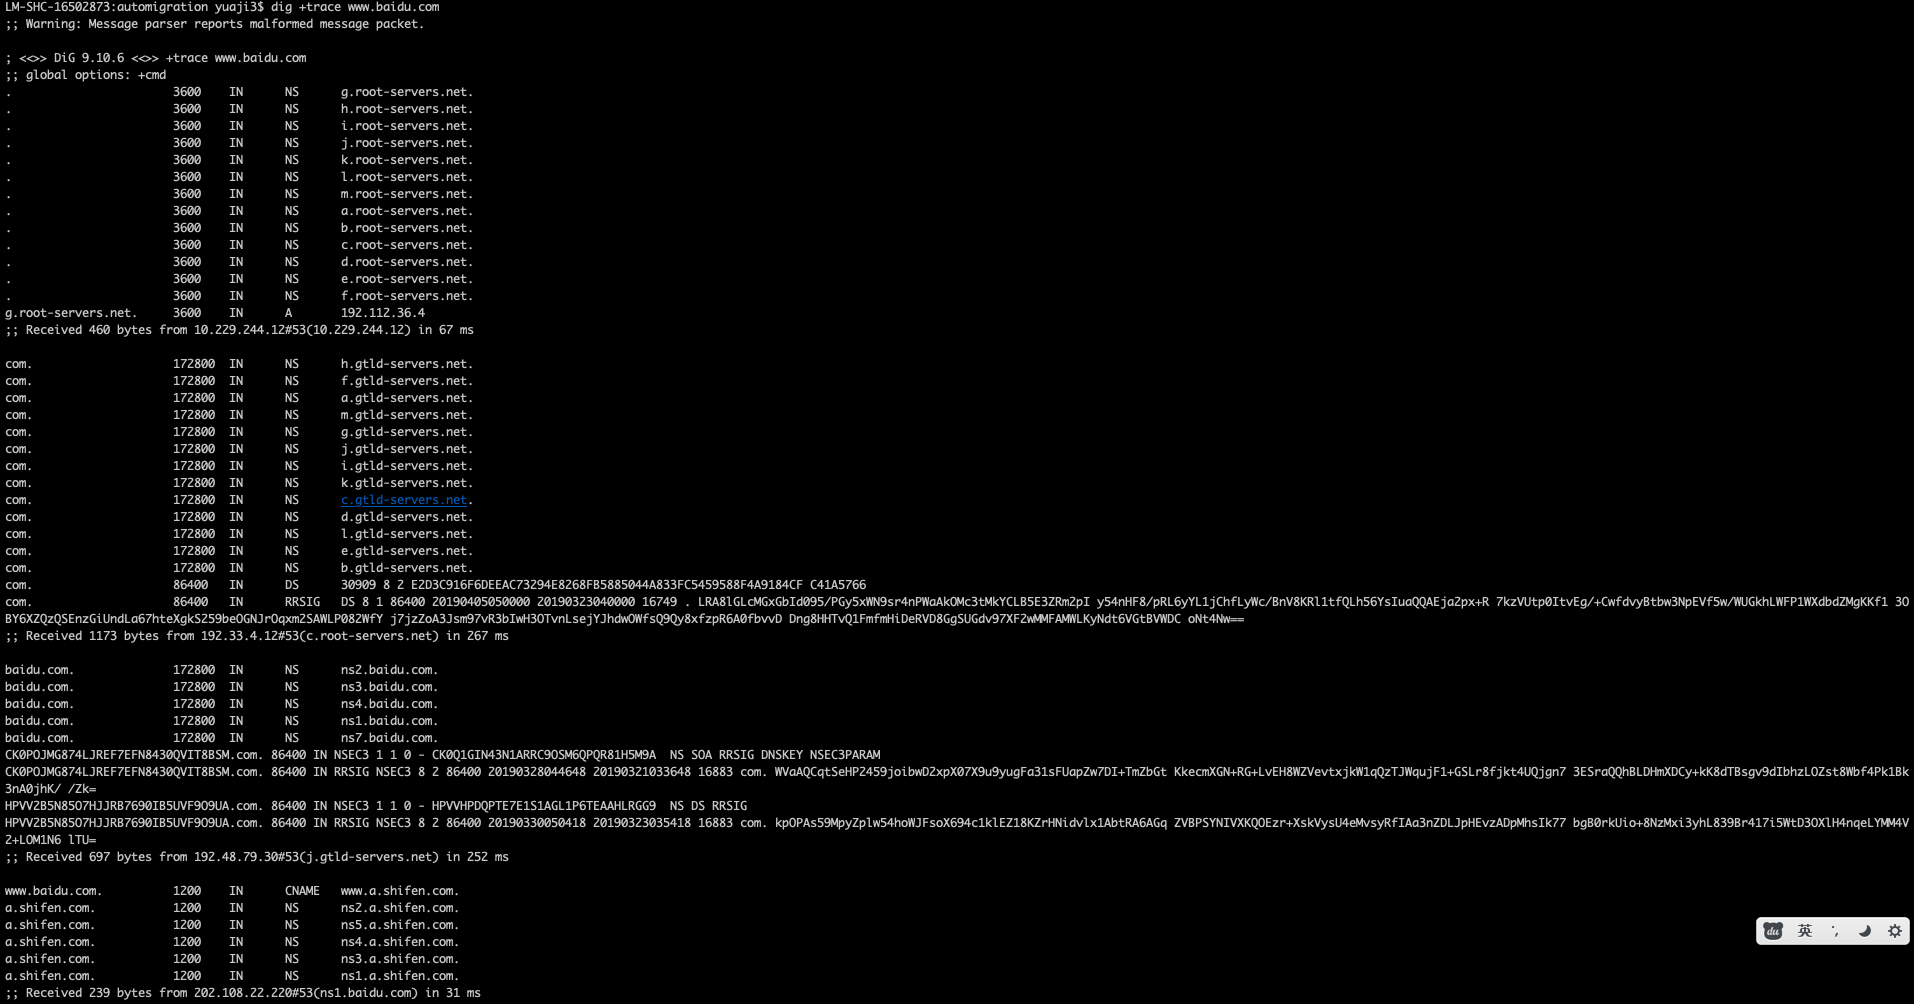 LM-SHC-16502873:automigration yuaji3$ dig +trace www.baidu.com
;; Warning: Message parser reports malformed message packet.
; <<>> DiG 9.10.6 <<>> +trace www.baidu.com
;; global options: +cmd
. 3600 IN NS g.root-servers.net.
. 3600 IN NS h.root-servers.net.
. 3600 IN NS i.root-servers.net.
. 3600 IN NS j.root-servers.net.
. 3600 IN NS k.root-servers.net.
. 3600 IN NS l.root-servers.net.
. 3600 IN NS m.root-servers.net.
. 3600 IN NS a.root-servers.net.
. 3600 IN NS b.root-servers.net.
. 3600 IN NS c.root-servers.net.
. 3600 IN NS d.root-servers.net.
. 3600 IN NS e.root-servers.net.
. 3600 IN NS f.root-servers.net.
g.root-servers.net. 3600 IN A 192.112.36.4
;; Received 460 bytes from 10.229.244.12#53(10.229.244.12) in 67 ms
com. 172800 IN NS h.gtld-servers.net.
com. 172800 IN NS f.gtld-servers.net.
com. 172800 IN NS a.gtld-servers.net.
com. 172800 IN NS m.gtld-servers.net.
com. 172800 IN NS g.gtld-servers.net.
com. 172800 IN NS j.gtld-servers.net.
com. 172800 IN NS i.gtld-servers.net.
com. 172800 IN NS k.gtld-servers.net.
com. 172800 IN NS c.gtld-servers.net.
com. 172800 IN NS d.gtld-servers.net.
com. 172800 IN NS l.gtld-servers.net.
com. 172800 IN NS e.gtld-servers.net.
com. 172800 IN NS b.gtld-servers.net.
com. 86400 IN DS 30909 8 2 E2D3C916F6DEEAC73294E8268FB5885044A833FC5459588F4A9184CF C41A5766
com. 86400 IN RRSIG DS 8 1 86400 20190405050000 20190323040000 16749 . LRA8lGLcMGxGbId095/PGy5xWN9sr4nPWaAkOMc3tMkYCLB5E3ZRm2pI y54nHF8/pRL6yYL1jChfLyWc/BnV8KRl1tfQLh56YsIuaQQAEja2px+R 7kzVUtp0ItvEg/+CwfdvyBtbw3NpEVf5w/WUGkhLWFP1WXdbdZMgKKf1 3O
BY6XZQzQSEnzGiUndLa67hteXgkS259beOGNJrOqxm2SAWLP082WfY j7jzZoA3Jsm97vR3bIwH3OTvnLsejYJhdwOWfsQ9Qy8xfzpR6A0fbvvD Dng8HHTvQ1FmfmHiDeRVD8GgSUGdv97XF2wMMFAMWLKyNdt6VGtBVWDC oNt4Nw==
;; Received 1173 bytes from 192.33.4.12#53(c.root-servers.net) in 267 ms
baidu.com. 172800 IN NS ns2.baidu.com.
baidu.com. 172800 IN NS ns3.baidu.com.
baidu.com. 172800 IN NS ns4.baidu.com.
baidu.com. 172800 IN NS ns1.baidu.com.
baidu.com. 172800 IN NS ns7.baidu.com.
CK0POJMG874LJREF7EFN8430QVIT8BSM.com. 86400 IN NSEC3 1 1 0 - CK0Q1GIN43N1ARRC9OSM6QPQR81H5M9A NS SOA RRSIG DNSKEY NSEC3PARAM
CK0POJMG874LJREF7EFN8430QVIT8BSM.com. 86400 IN RRSIG NSEC3 8 2 86400 20190328044648 20190321033648 16883 com. WVaAQCqtSeHP2459joibwD2xpX07X9u9yugFa31sFUapZw7DI+TmZbGt KkecmXGN+RG+LvEH8WZVevtxjkW1qQzTJWqujF1+GSLr8fjkt4UQjgn7 3ESraQQhBLDHmXDCy+kK8dTBsgv9dIbhzLOZst8Wbf4Pk1Bk
3nA0jhK/ /Zk=
HPVV2B5N85O7HJJRB7690IB5UVF9O9UA.com. 86400 IN NSEC3 1 1 0 - HPVVHPDQPTE7E1S1AGL1P6TEAAHLRGG9 NS DS RRSIG
HPVV2B5N85O7HJJRB7690IB5UVF9O9UA.com. 86400 IN RRSIG NSEC3 8 2 86400 20190330050418 20190323035418 16883 com. kpOPAs59MpyZplw54hoWJFsoX694c1klEZ18KZrHNidvlx1AbtRA6AGq ZVBPSYNIVXKQOEzr+XskVysU4eMvsyRfIAa3nZDLJpHEvzADpMhsIk77 bgB0rkUio+8NzMxi3yhL839Br417i5WtD3OXlH4nqeLYMM4V
2+LOM1N6 lTU=
;; Received 697 bytes from 192.48.79.30#53(j.gtld-servers.net) in 252 ms
www.baidu.com. 1200 IN CNAME www.a.shifen.com.
a.shifen.com. 1200 IN NS ns2.a.shifen.com.
a.shifen.com. 1200 IN NS ns5.a.shifen.com.
a.shifen.com. 1200 IN NS ns4.a.shifen.com.
a.shifen.com. 1200 IN NS ns3.a.shifen.com.
a.shifen.com. 1200 IN NS ns1.a.shifen.com.
;; Received 239 bytes from 202.108.22.220#53(ns1.baidu.com) in 31 ms
du 英